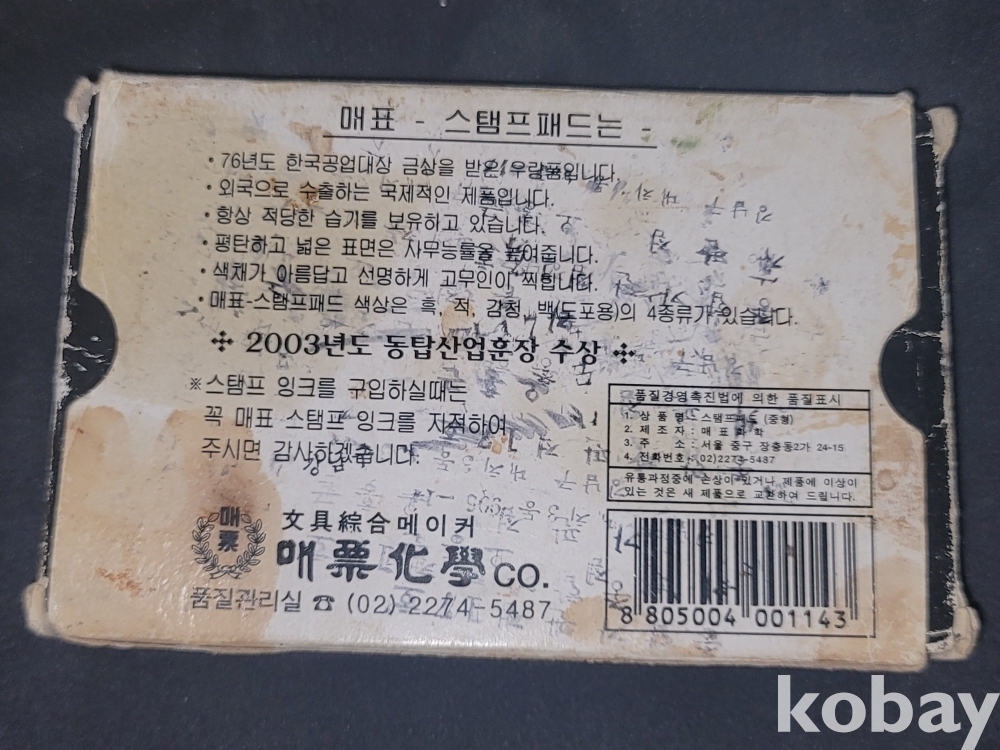 매표 - 스탬프패드는 -
· 76년도 한국공업대장 금상을 받은 우량품입니다.
· 외국으로 수출하는 국제적인 제품입니다.
· 항상 적당한 습기를 보유하고 있습니다.
· 평탄하고 넓은 표면은 사무능률을 높여줍니다.
· 색채가 아름답고 선명하게 고무인이 찍힙니다.
· 매표-스탬프패드 색상은 흑, 적, 감청, 백(도포용)의 4종류가 있습니다.
2003년도 동탑산업훈장 수상
※스탬프 잉크를 구입하실때는
꼭 매표 스탬프 잉크를 지적하여
주시면 감사하겠습니다.
품질경영촉진법에 의한 품질표시
1. 상 품 명 : 스탬프패드 (중형)
2. 제 조 자 : 매 표 화 학
3. 주 소 : 서울 중구 장충동2가 24-15
4. 전화번호 : 02)2274-5487
유통과정중에 손상이 있거나 제품에 이상이
있는 것은 새 제품으로 교환하여 드립니다.
매票
文具綜合메이커
매票化學 CO.
품질관리실 ☎ (02) 2274-5487
8 805004 001143
kobay